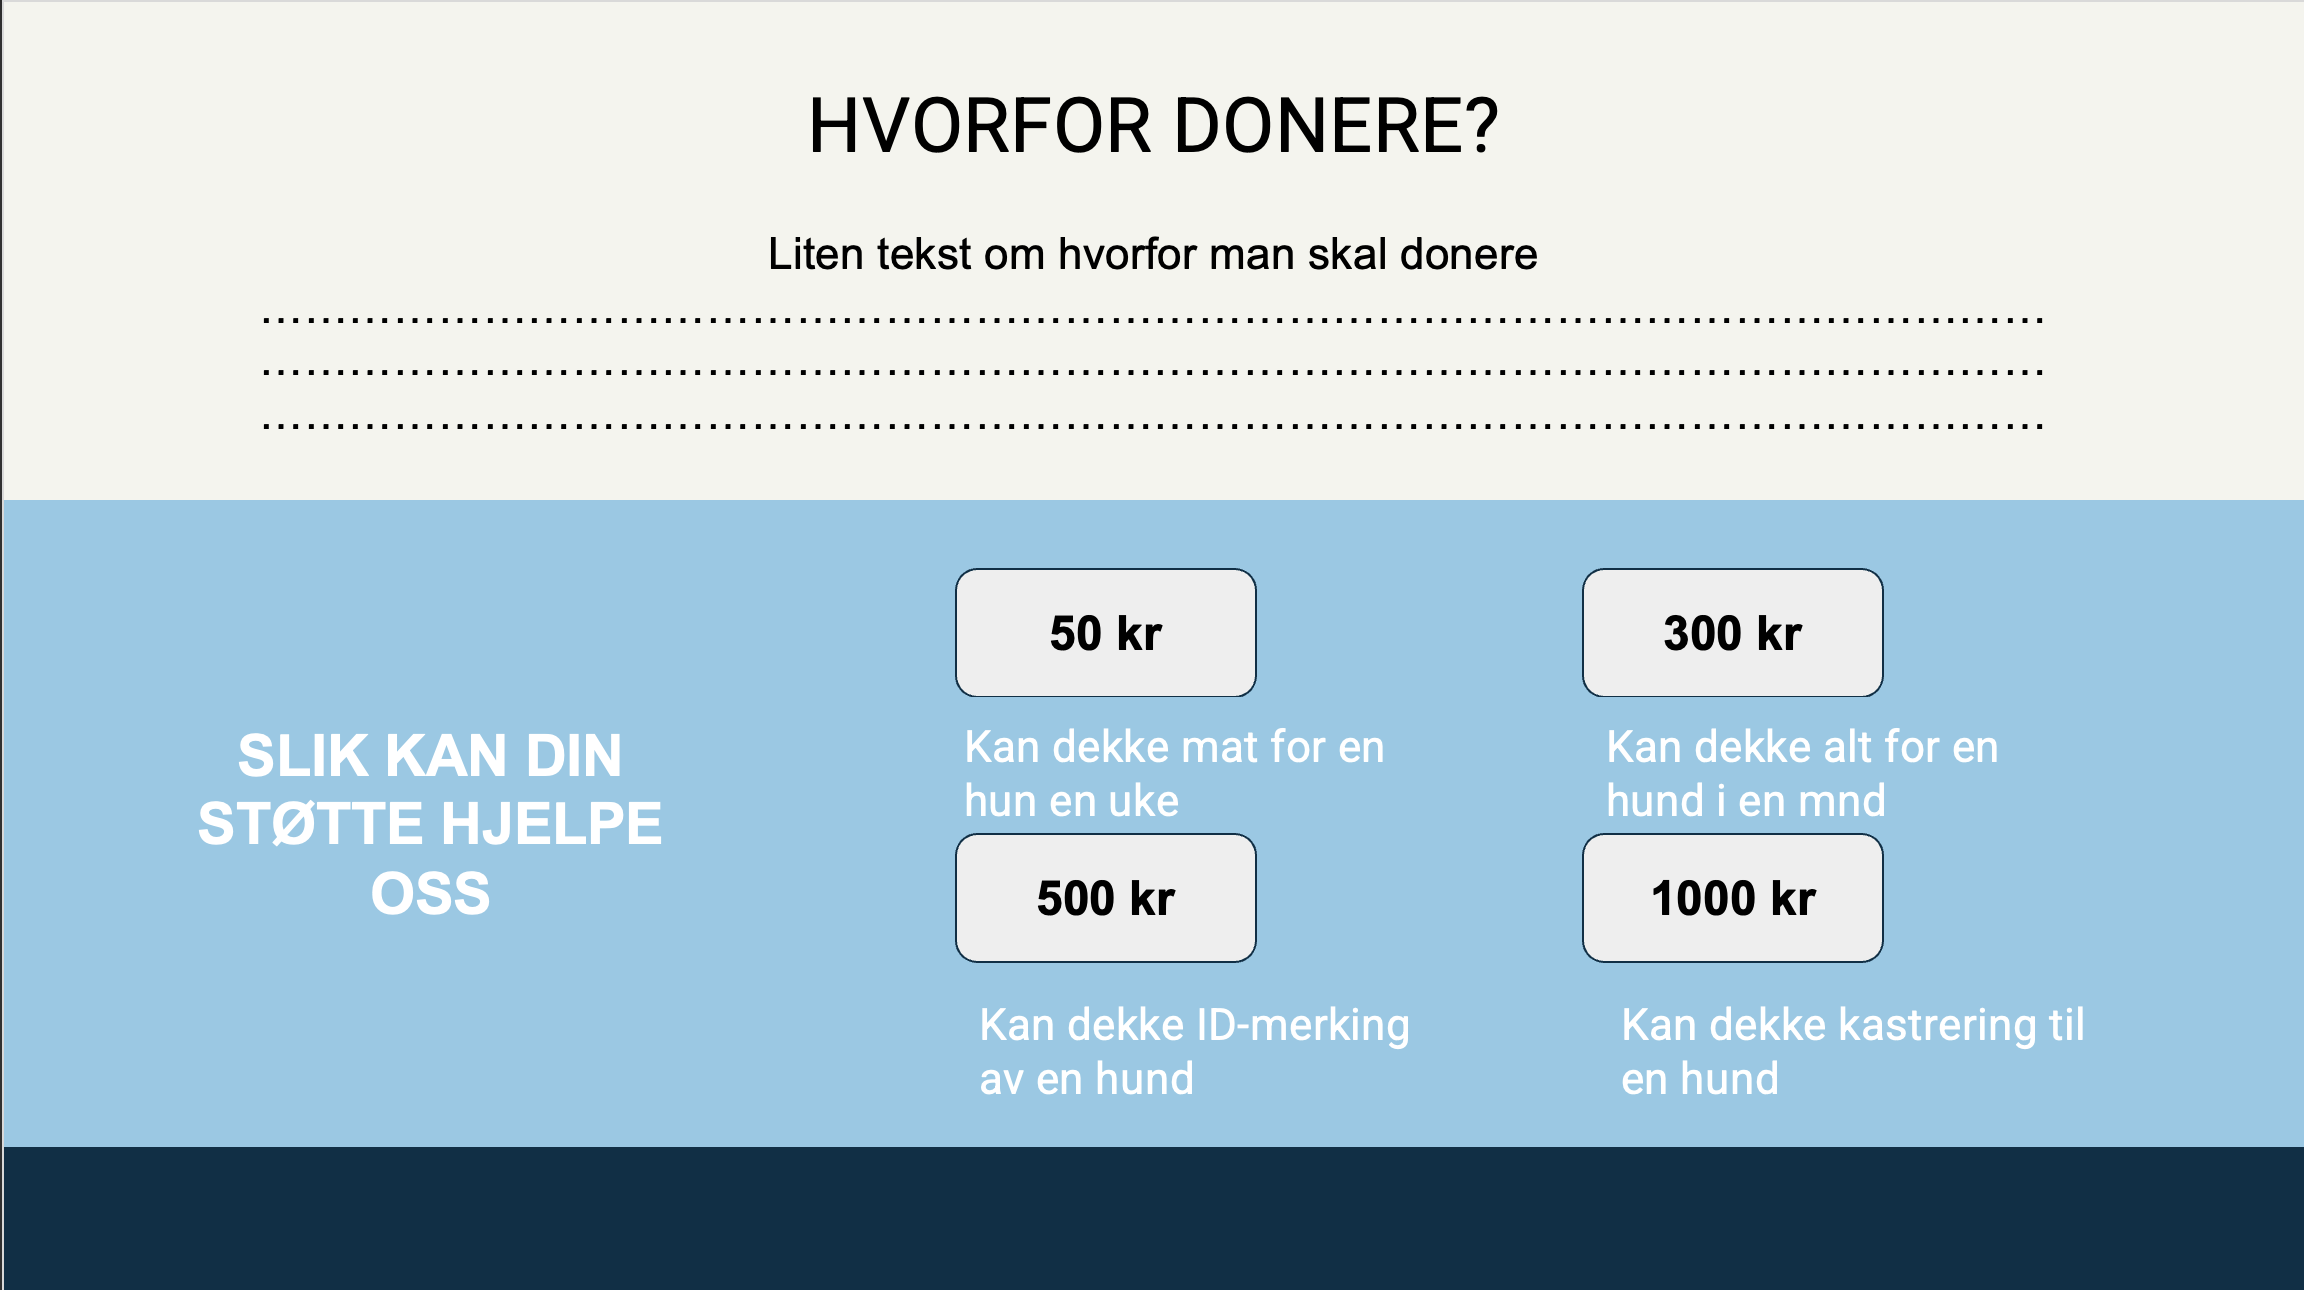 HVORFOR DONERE?
Liten tekst om hvorfor man skal donere
........................................................................................................................
........................................................................................................................
........................................................................................................................
SLIK KAN DIN
STØTTE HJELPE
OSS
50 kr
Kan dekke mat for en
hun en uke
300 kr
Kan dekke alt for en
hund i en mnd
500 kr
Kan dekke ID-merking
av en hund
1000 kr
Kan dekke kastrering til
en hund